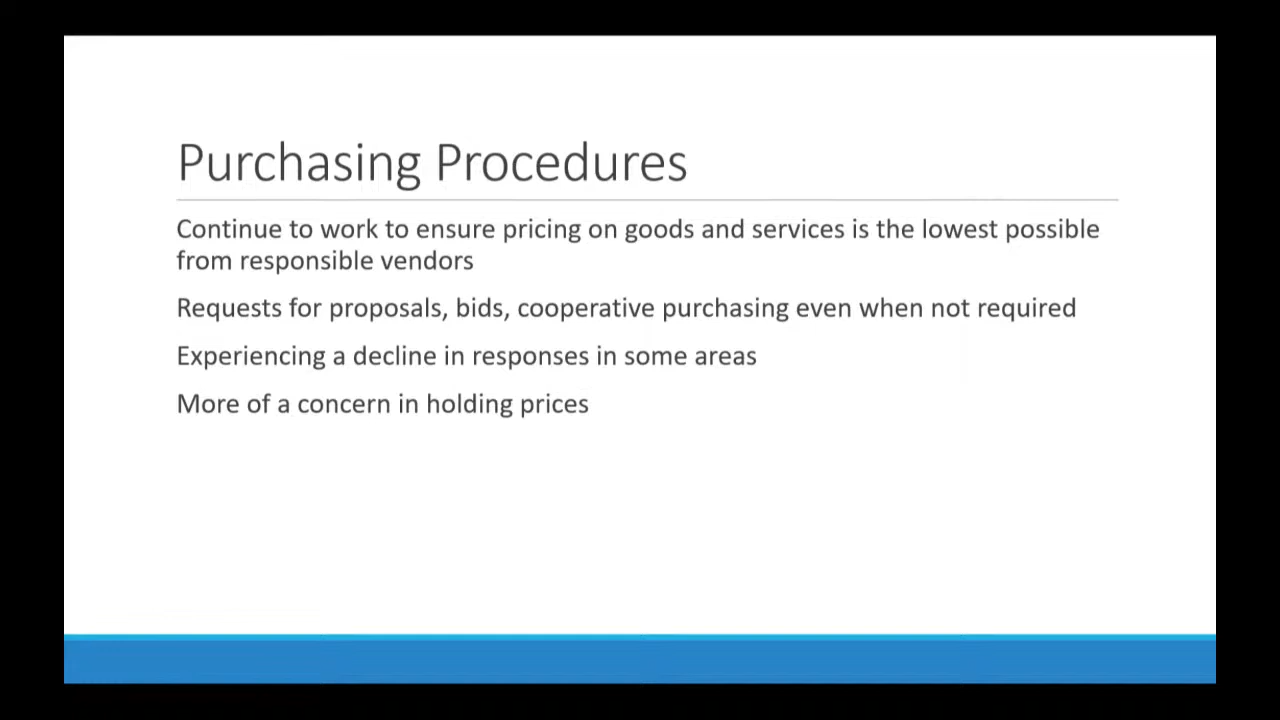 Purchasing Procedures
Continue to work to ensure pricing on goods and services is the lowest possible
from responsible vendors
Requests for proposals, bids, cooperative purchasing even when not required
Experiencing a decline in responses in some areas
More of a concern in holding prices